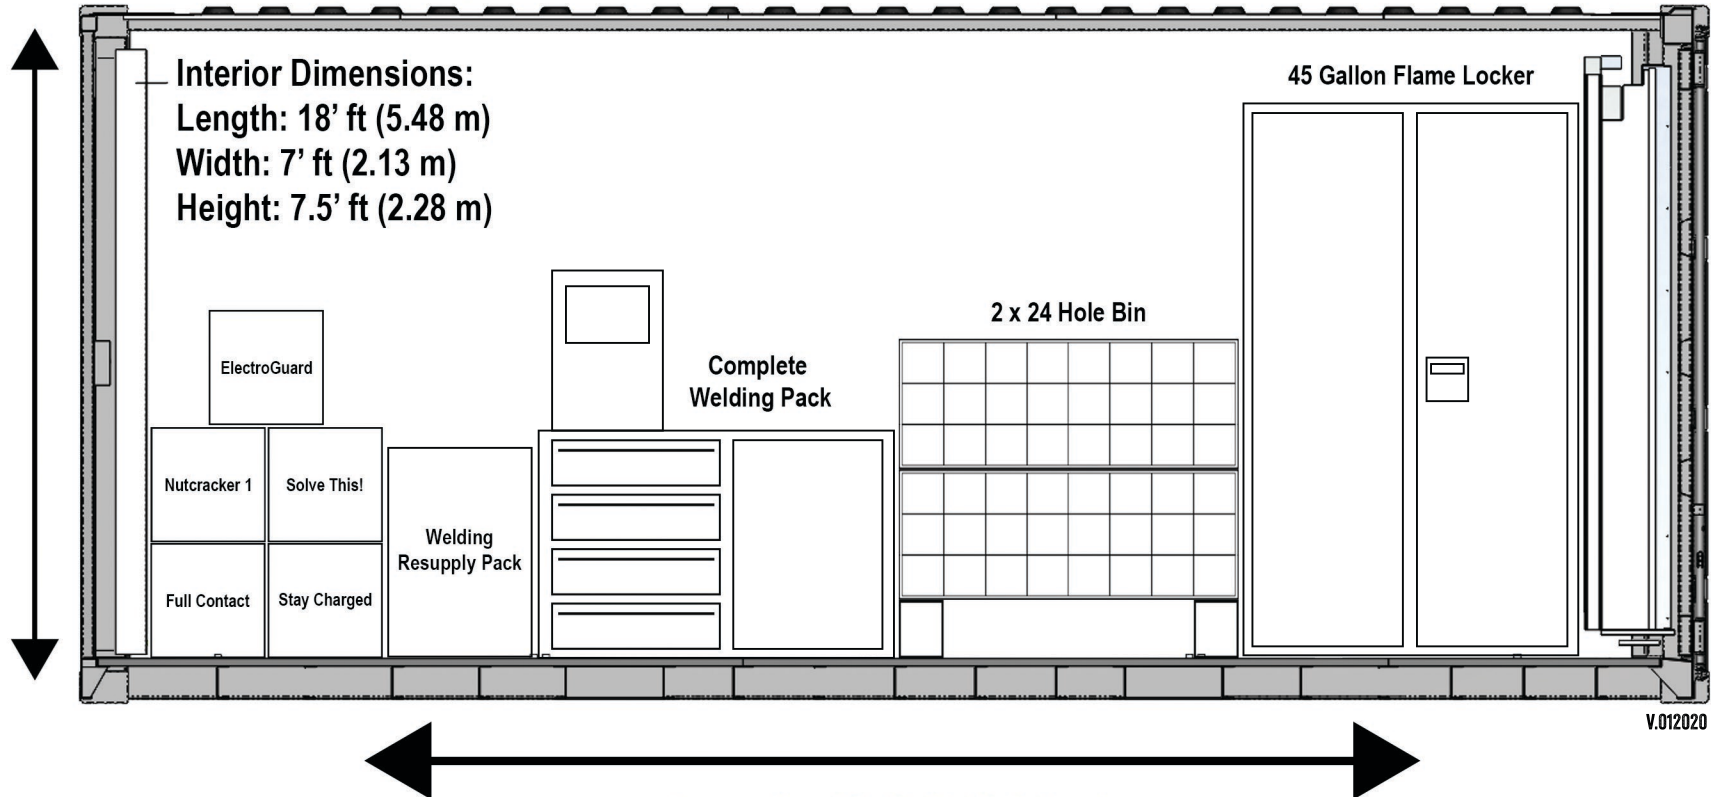 Interior Dimensions:
Length: 18’ ft (5.48 m)
Width: 7’ ft (2.13 m)
Height: 7.5’ ft (2.28 m)
45 Gallon Flame Locker
2 x 24 Hole Bin
Complete
Welding Pack
ElectroGuard
Nutcracker 1
Solve This!
Full Contact
Stay Charged
Welding
Resupply Pack
V.012020